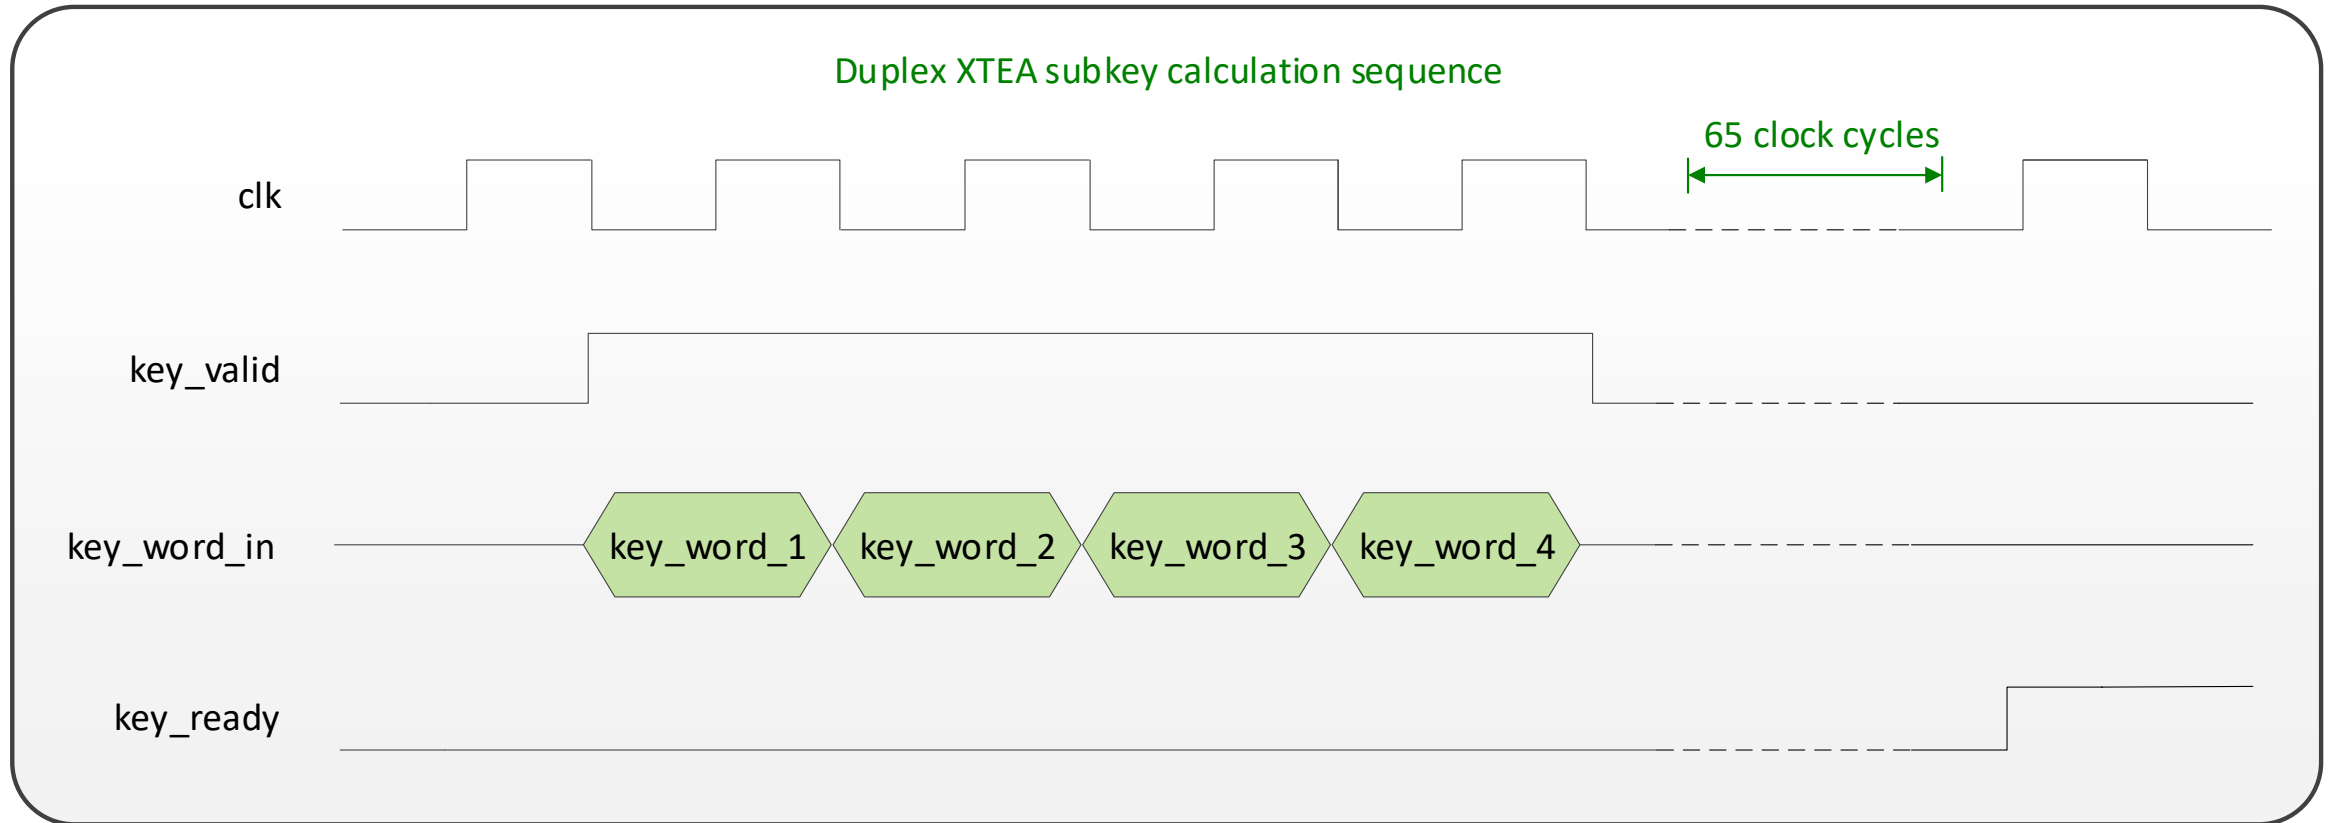 Duplex XTEA subkey calculation sequence
65 clock cycles
clk
key_valid
key_word_in
key_word_1
key_word_2
key_word_3
key_word_4
key_ready